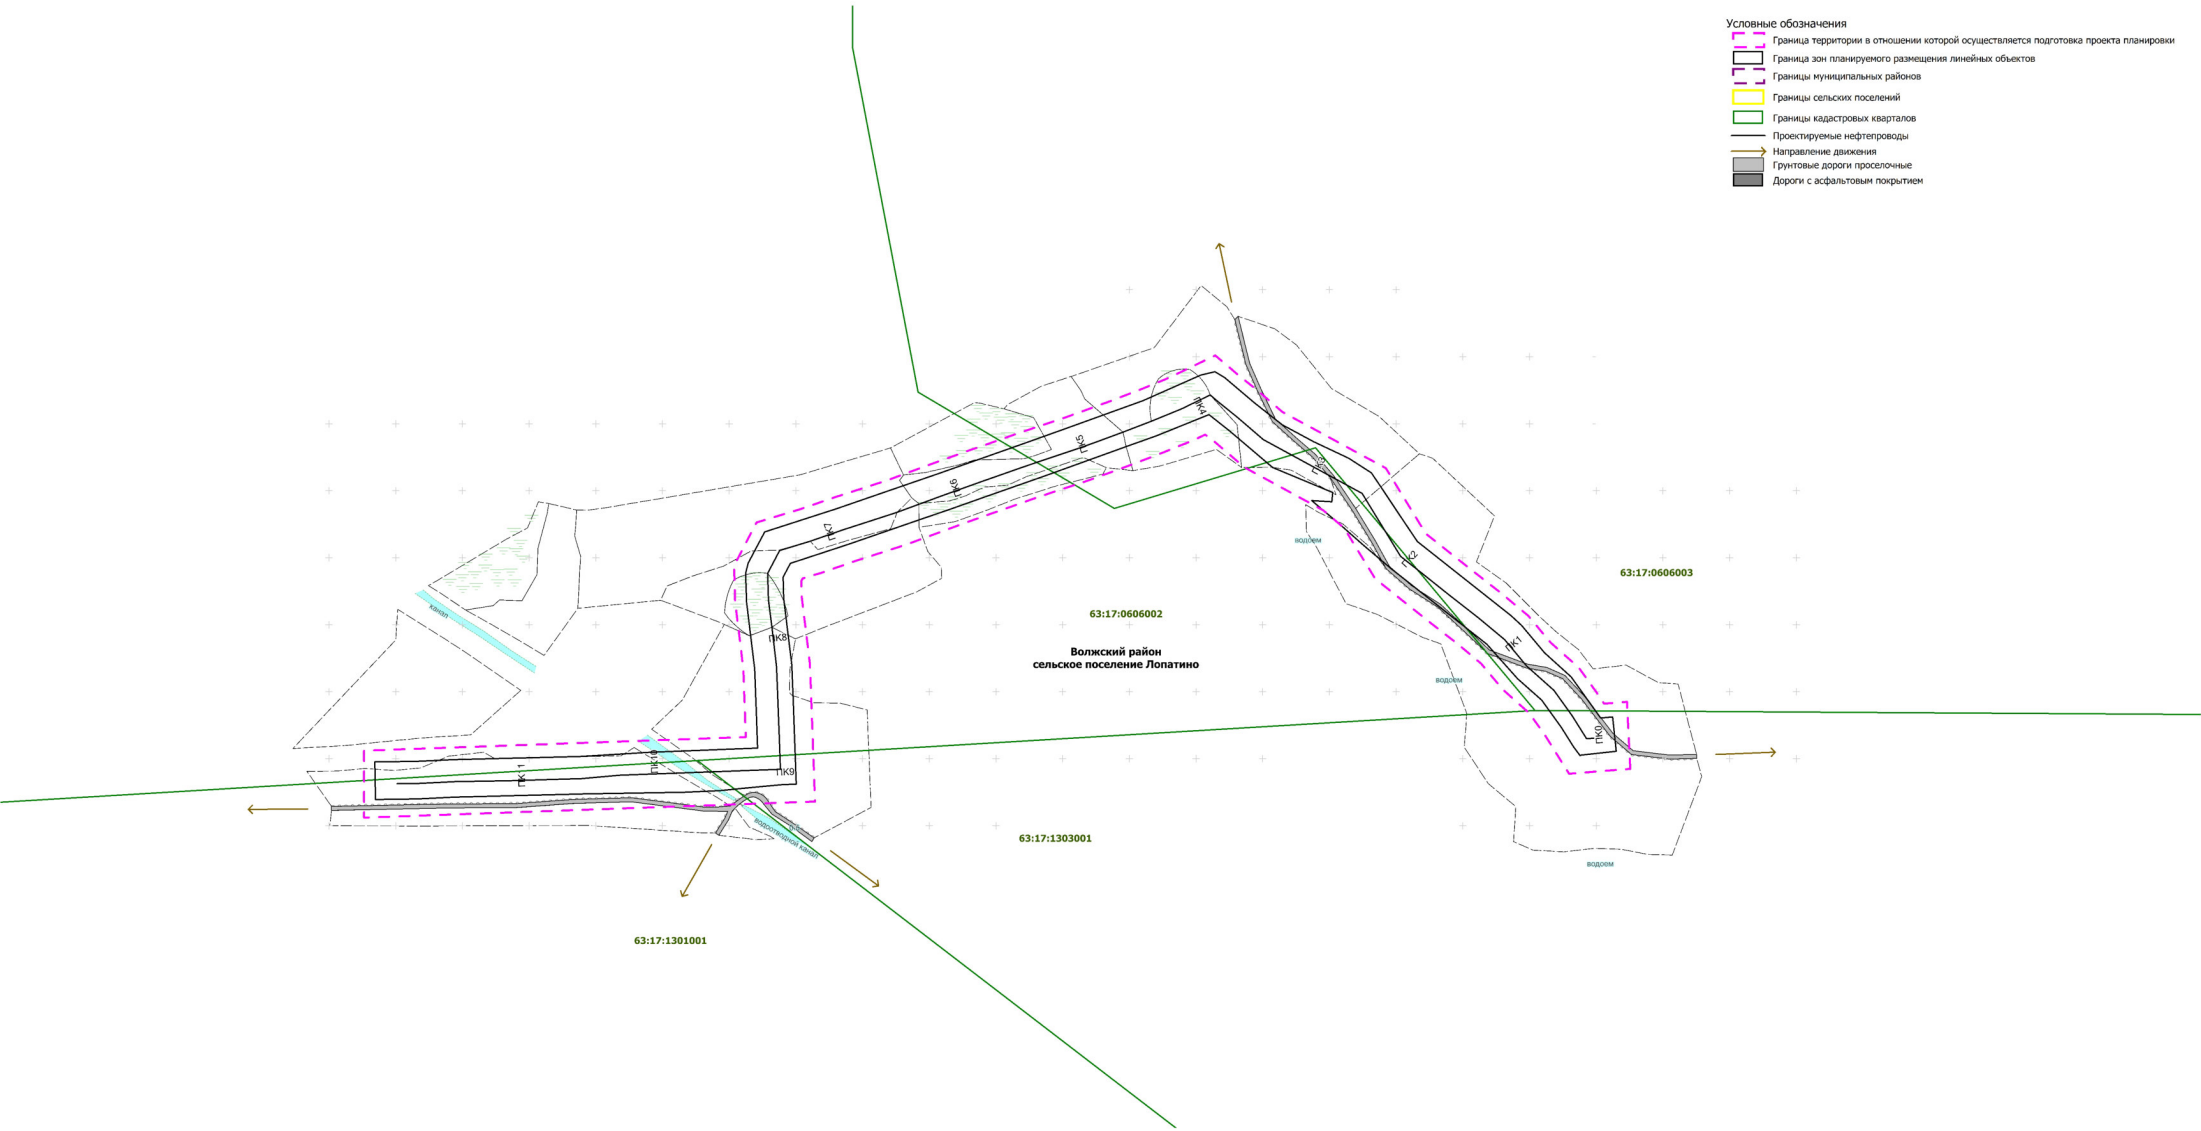 Условные обозначения
Граница территории в отношении которой осуществляется подготовка проекта планировки
Граница зон планируемого размещения линейных объектов
Границы муниципальных районов
Границы сельских поселений
Границы кадастровых кварталов
Проектируемые нефтепроводы
Направление движения
Грунтовые дороги проселочные
Дороги с асфальтовым покрытием
ПК4
ПК5
ПК3
ПК6
ПК7
водоем
ПК2
63:17:0606003
канал
63:17:0606002
ПК8
ПК1
Волжский район
сельское поселение Лопатино
водоем
ПК0
ПК10
ПК9
ПК11
63:17:1303001
водоотводной канал
водоем
63:17:1301001